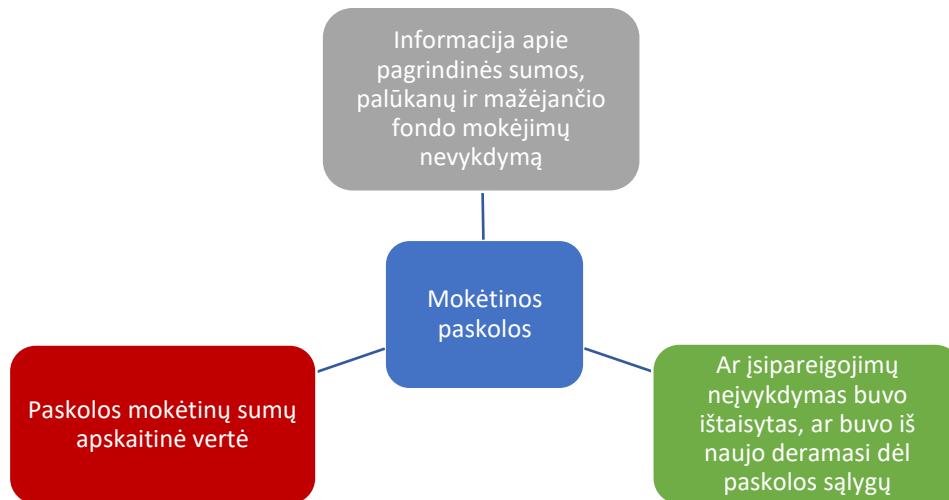 Informacija apie
pagrindinės sumos,
palūkanų ir mažėjančio
fondo mokėjimų
nevykdymą
Mokėtinos
paskolos
Paskolos mokėtinų sumų
apskaitinė vertė
Ar įsipareigojimų
neįvykdymas buvo
ištaisytas, ar buvo iš
naujo deramasi dėl
paskolos sąlygų